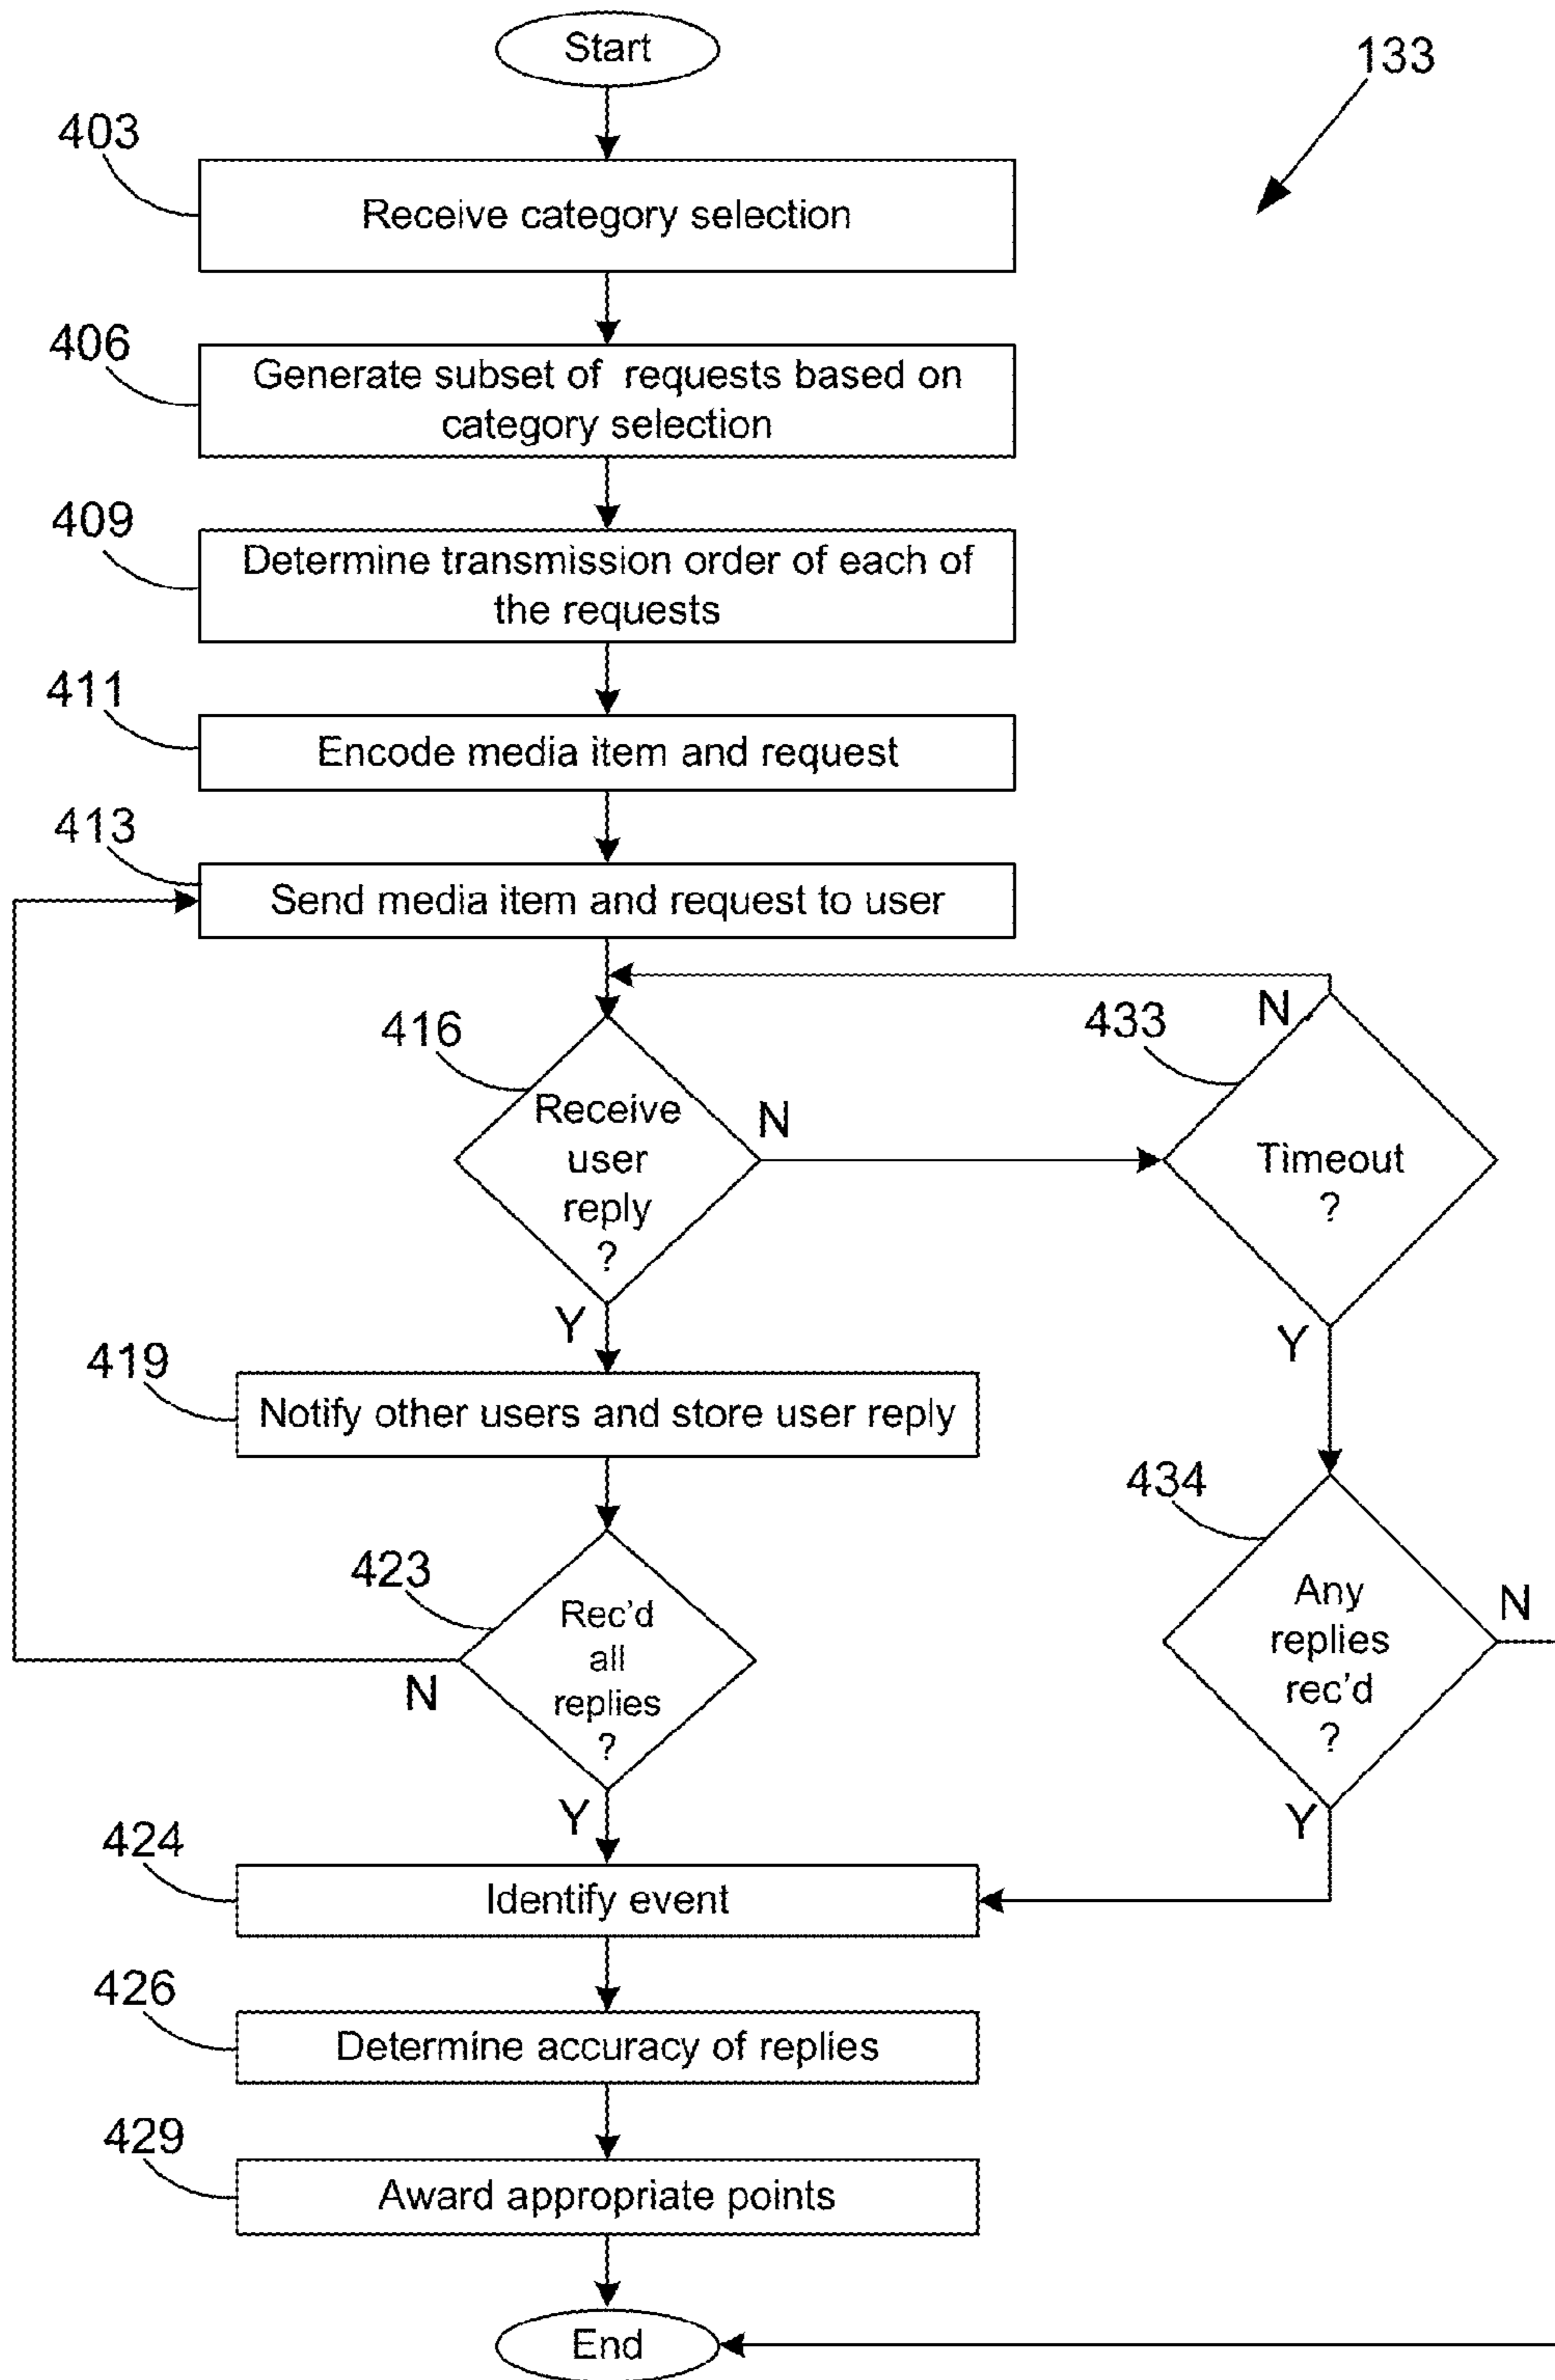 Start
133
403
Receive category selection
406
Generate subset of requests based on
category selection
409
Determine transmission order of each of
the requests
411
Encode media item and request
413
Send media item and request to user
416
Receive
user
reply
?
N
Y
433
N
Timeout
?
Y
419
Notify other users and store user reply
423
Rec'd
all
replies
?
N
Y
434
Any
replies
rec'd
?
N
Y
424
Identify event
426
Determine accuracy of replies
429
Award appropriate points
End